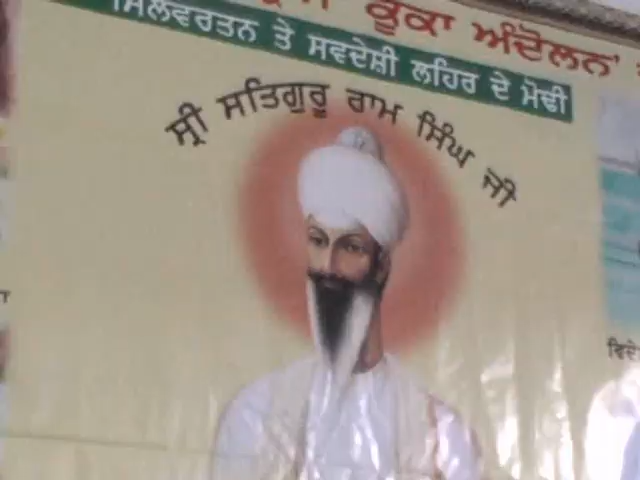 ਕੂਕਾ ਅੰਦੋਲਨ'
ਮਿਲਵਰਤਨ ਤੇ ਸਵਦੇਸ਼ੀ ਲਹਿਰ ਦੇ ਮੋਢੀ
ਸ੍ਰੀ ਸਤਿਗੁਰੂ ਰਾਮ ਸਿੰਘ ਜੀ